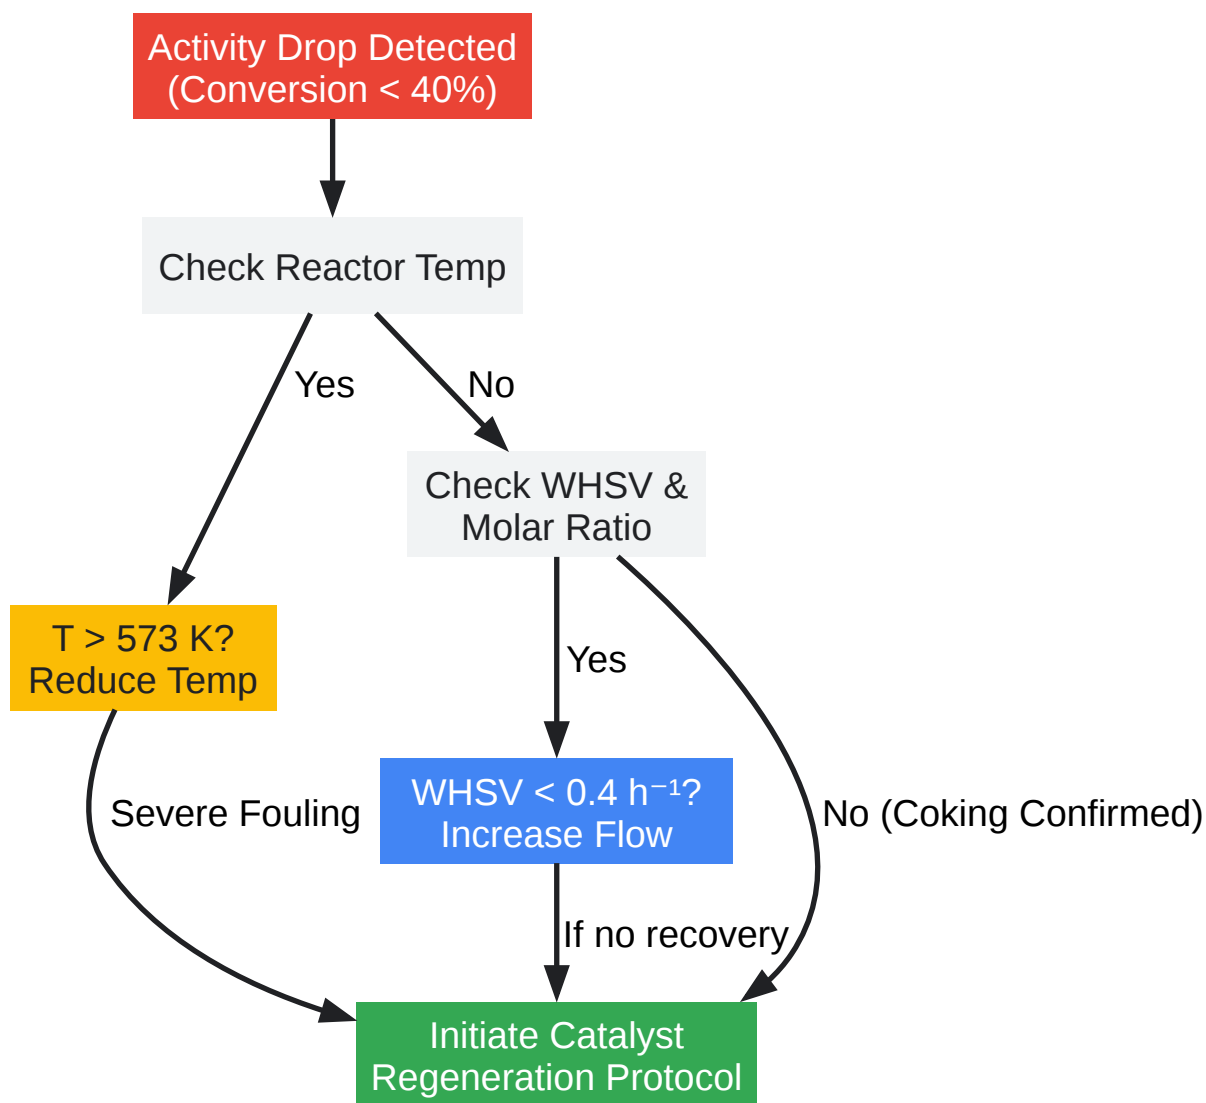 Activity Drop Detected
(Conversion < 40%)
Check Reactor Temp
Yes
No
Check WHSV &
Molar Ratio
T > 573 K?
Reduce Temp
Yes
WHSV < 0.4 h⁻¹?
Increase Flow
Severe Fouling
No (Coking Confirmed)
If no recovery
Initiate Catalyst
Regeneration Protocol